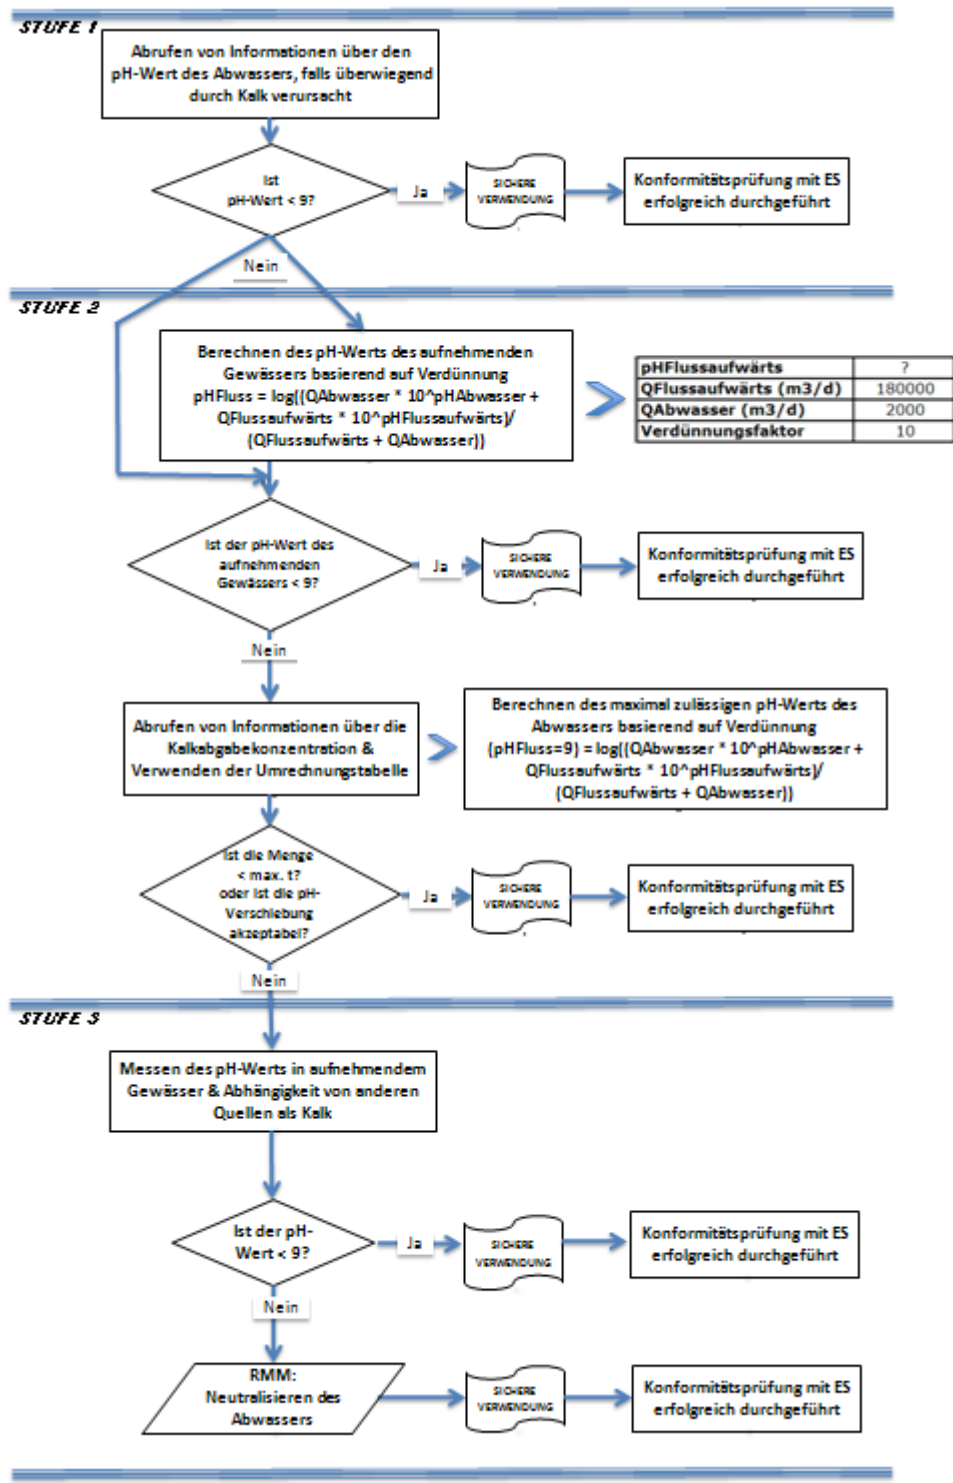 STUFE 1
Abrufen von Informationen über den
pH-Wert des Abwassers, falls überwiegend
durch Kalk verursacht
Ist
pH-Wert < 9?
Ja
SICHERE
VERWENDUNG
Konformitätsprüfung mit ES
erfolgreich durchgeführt
Nein
STUFE 2
Berechnen des pH-Werts des aufnehmenden
Gewässers basierend auf Verdünnung
pHFluss = log((QAbwasser * 10^pHAbwasser +
QFlussaufwärts * 10^pHFlussaufwärts)/
(QFlussaufwärts + QAbwasser))
pHFlussaufwärts ?
QFlussaufwärts (m3/d) 180000
QAbwasser (m3/d) 2000
Verdünnungsfaktor 10
Ist der pH-Wert des
aufnehmenden
Gewässers < 9?
Ja
SICHERE
VERWENDUNG
Konformitätsprüfung mit ES
erfolgreich durchgeführt
Nein
Abrufen von Informationen über die
Kalkabgabekonzentration &
Verwenden der Umrechnungstabelle
Berechnen des maximal zulässigen pH-Werts des
Abwassers basierend auf Verdünnung
(pHFluss=9) = log((QAbwasser * 10^pHAbwasser +
QFlussaufwärts * 10^pHFlussaufwärts)/
(QFlussaufwärts + QAbwasser))
Ist die Menge
< max. t?
oder ist die pH-
Verschiebung
akzeptabel?
Ja
SICHERE
VERWENDUNG
Konformitätsprüfung mit ES
erfolgreich durchgeführt
Nein
STUFE 3
Messen des pH-Werts in aufnehmendem
Gewässer & Abhängigkeit von anderen
Quellen als Kalk
Ist der pH-
Wert < 9?
Ja
SICHERE
VERWENDUNG
Konformitätsprüfung mit ES
erfolgreich durchgeführt
Nein
RMM:
Neutralisieren des
Abwassers
SICHERE
VERWENDUNG
Konformitätsprüfung mit ES
erfolgreich durchgeführt